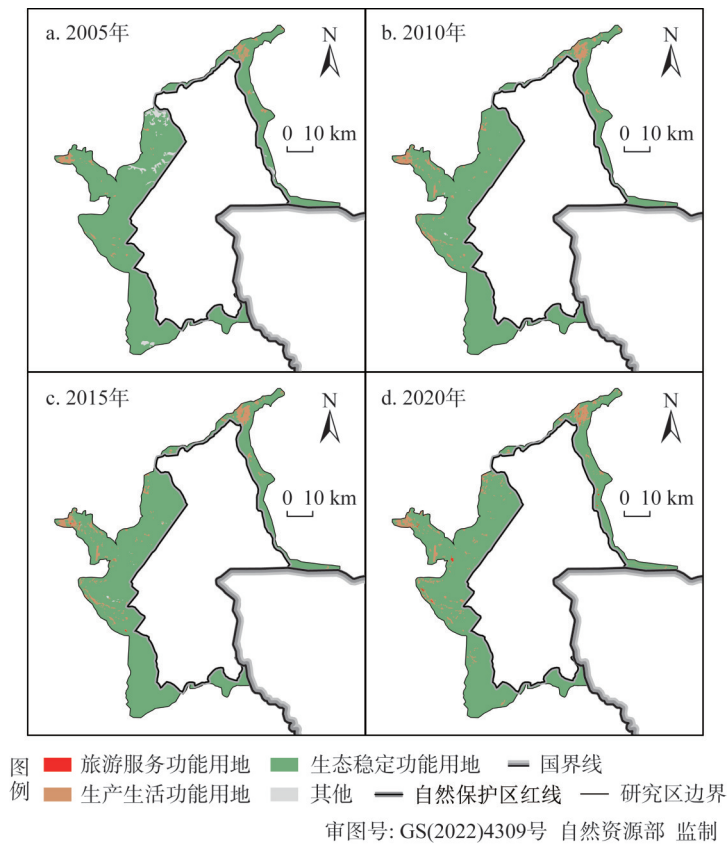 a. 2005年
N
0 10 km
b. 2010年
N
0 10 km
c. 2015年
N
0 10 km
d. 2020年
N
0 10 km
图例
旅游服务功能用地 生态稳定功能用地 国界线
生产生活功能用地 其他 自然保护区红线 研究区边界
审图号: GS(2022)4309号 自然资源部 监制